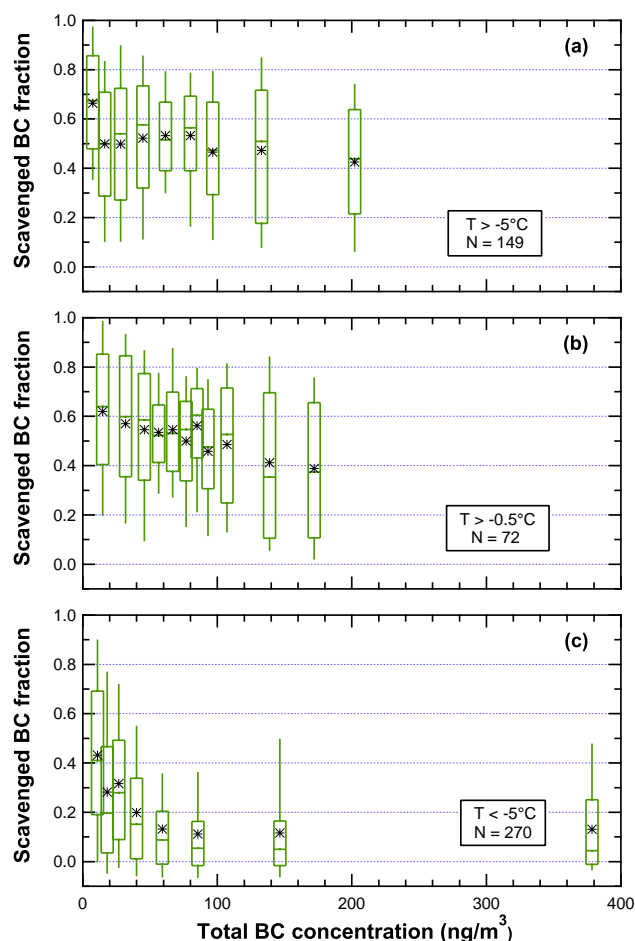 1.0
(a)
0.8
0.6
0.4
0.2
0.0
Scavenged BC fraction
T > -5°C
N = 149
1.0
(b)
0.8
0.6
0.4
0.2
0.0
Scavenged BC fraction
T > -0.5°C
N = 72
1.0
(c)
0.8
0.6
0.4
0.2
0.0
Scavenged BC fraction
T < -5°C
N = 270
0 100 200 300 400
Total BC concentration (ng/m³)